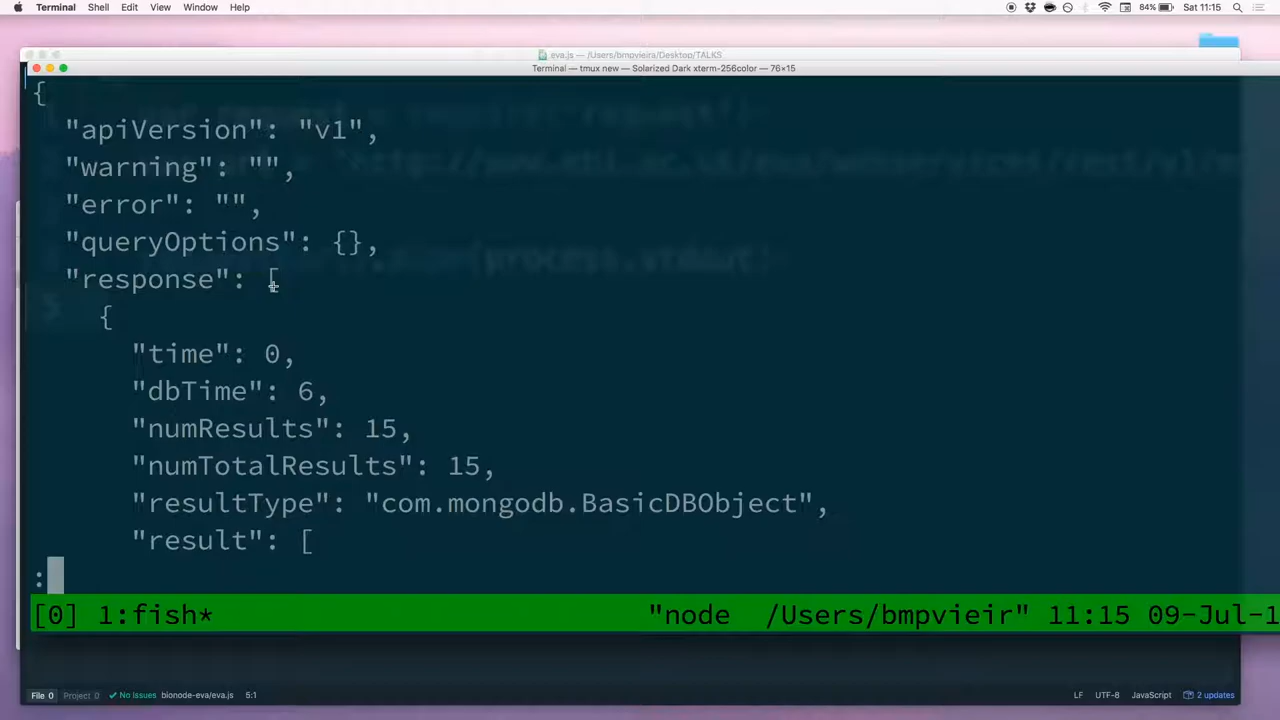 Terminal Shell Edit View Window Help 84% Sat 11:15
eva.js — /Users/bmpvieira/Desktop/TALKS
Terminal — tmux new — Solarized Dark xterm-256color — 76×15
{
"apiVersion": "v1",
"warning": "",
"error": "",
"queryOptions": {},
"response": [
{
"time": 0,
"dbTime": 6,
"numResults": 15,
"numTotalResults": 15,
"resultType": "com.mongodb.BasicDBObject",
"result": [
:
[0] 1:fish* "node /Users/bmpvieir" 11:15 09-Jul-1
File 0 Project 0 No Issues bionode-eva/eva.js 5:1 LF UTF-8 JavaScript 2 updates